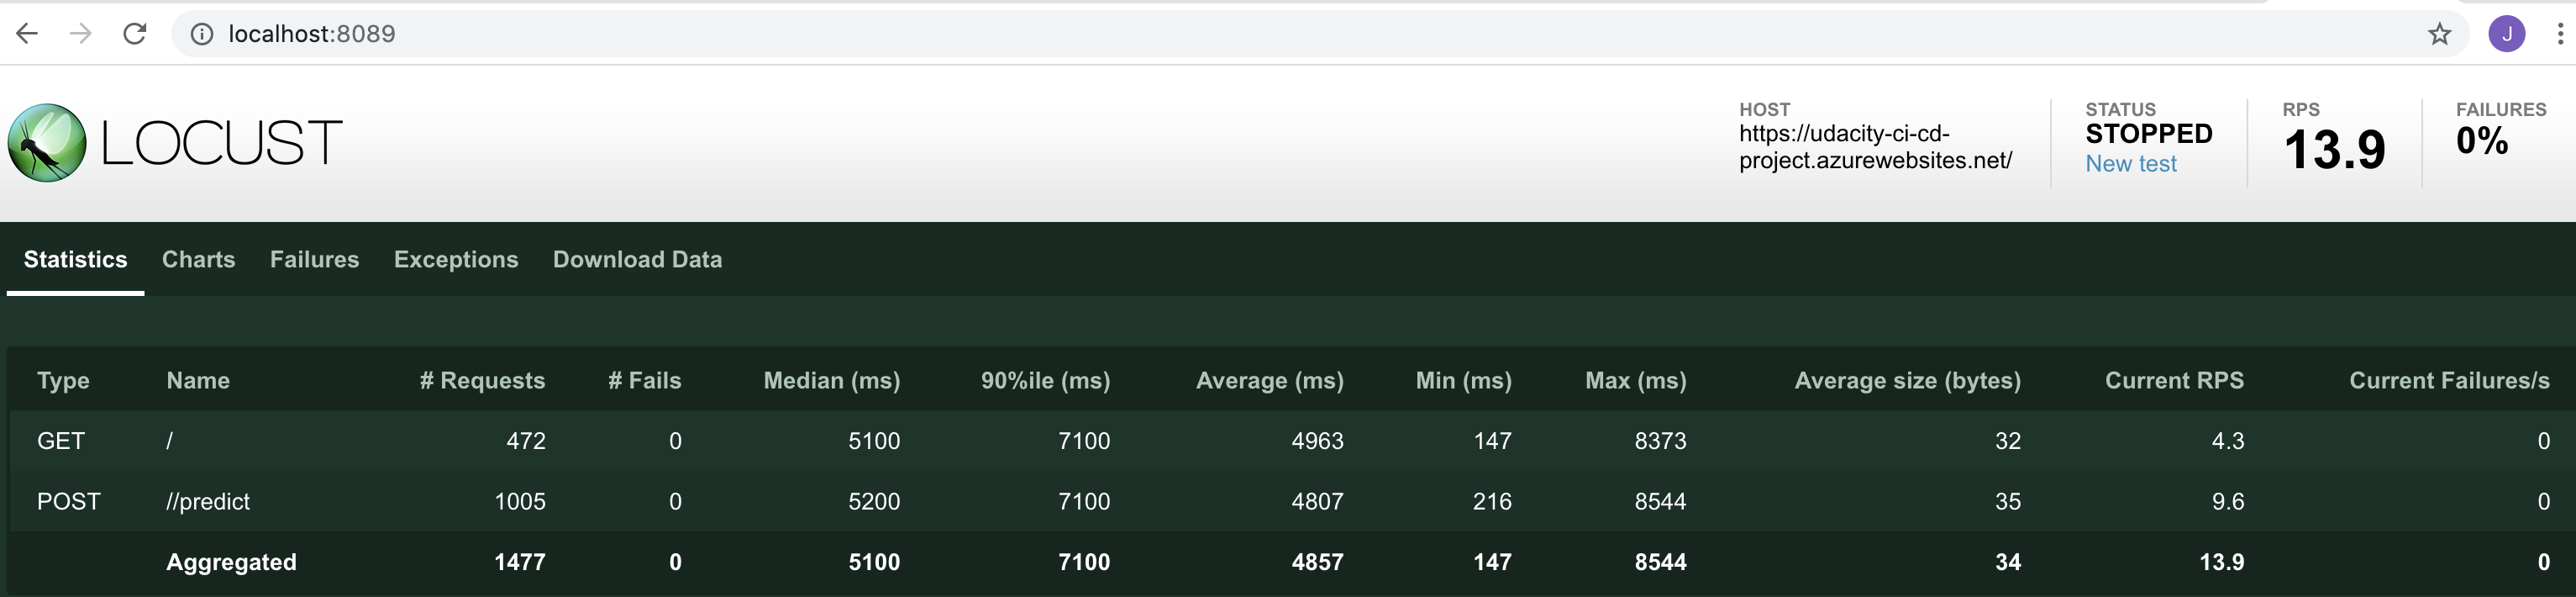 localhost:8089
J
LOCUST
HOST
https://udacity-ci-cd-
project.azurewebsites.net/
STATUS
STOPPED
New test
RPS
13.9
FAILURES
0%
Statistics Charts Failures Exceptions Download Data
Type Name # Requests # Fails Median (ms) 90%ile (ms) Average (ms) Min (ms) Max (ms) Average size (bytes) Current RPS Current Failures/s
GET / 472 0 5100 7100 4963 147 8373 32 4.3 0
POST //predict 1005 0 5200 7100 4807 216 8544 35 9.6 0
Aggregated 1477 0 5100 7100 4857 147 8544 34 13.9 0